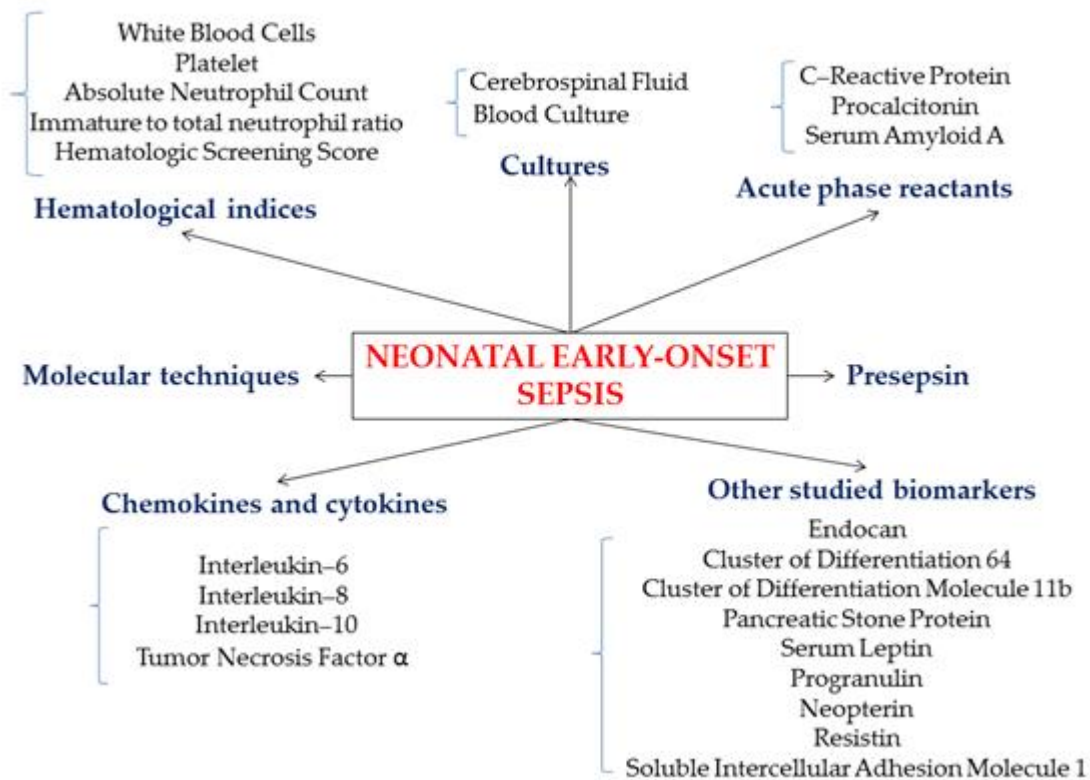 White Blood Cells
Platelet
Absolute Neutrophil Count
Immature to total neutrophil ratio
Hematologic Screening Score
Hematological indices
Cerebrospinal Fluid
Blood Culture
Cultures
C–Reactive Protein
Procalcitonin
Serum Amyloid A
Acute phase reactants
Molecular techniques
NEONATAL EARLY-ONSET
SEPSIS
Presepsin
Chemokines and cytokines
Interleukin–6
Interleukin–8
Interleukin–10
Tumor Necrosis Factor α
Other studied biomarkers
Endocan
Cluster of Differentiation 64
Cluster of Differentiation Molecule 11b
Pancreatic Stone Protein
Serum Leptin
Progranulin
Neopterin
Resistin
Soluble Intercellular Adhesion Molecule 1